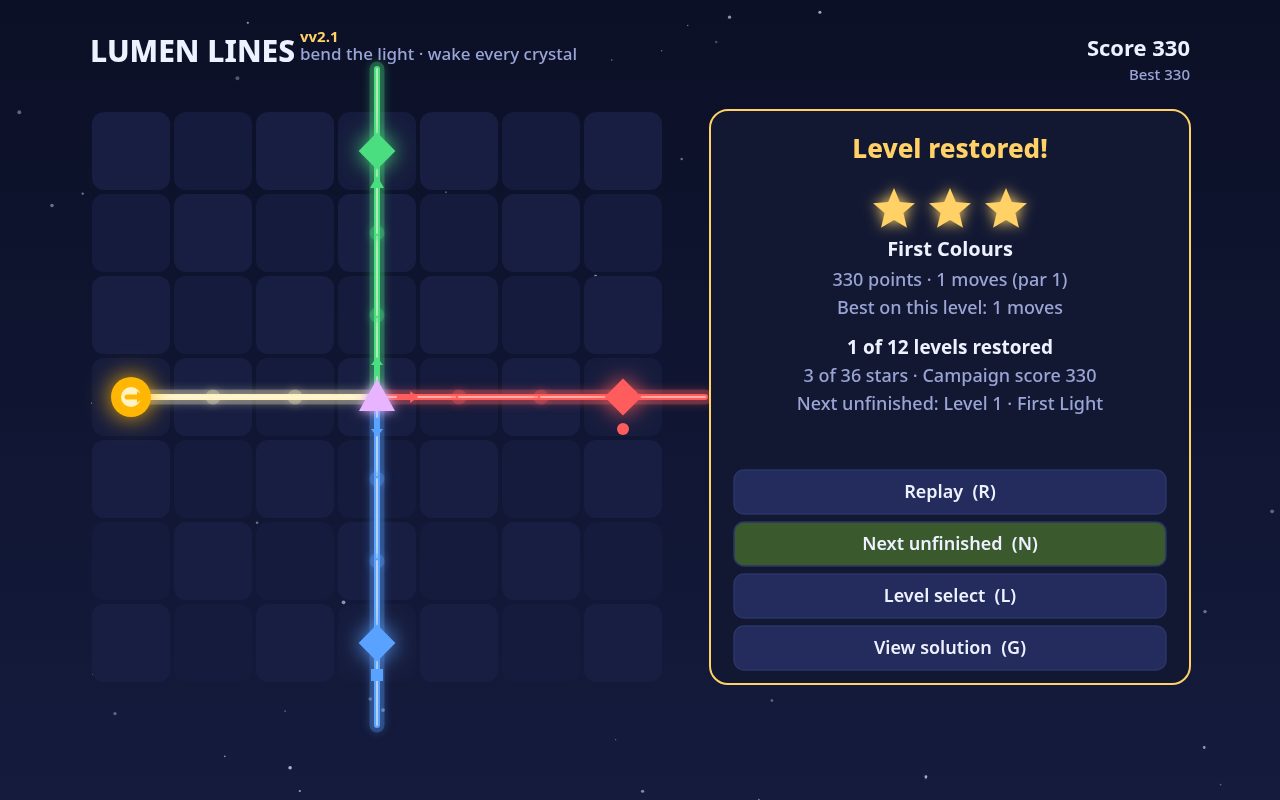 LUMEN LINES vv2.1
bend the light · wake every crystal
Score 330
Best 330
Level restored!
First Colours
330 points · 1 moves (par 1)
Best on this level: 1 moves
1 of 12 levels restored
3 of 36 stars · Campaign score 330
Next unfinished: Level 1 · First Light
Replay (R)
Next unfinished (N)
Level select (L)
View solution (G)